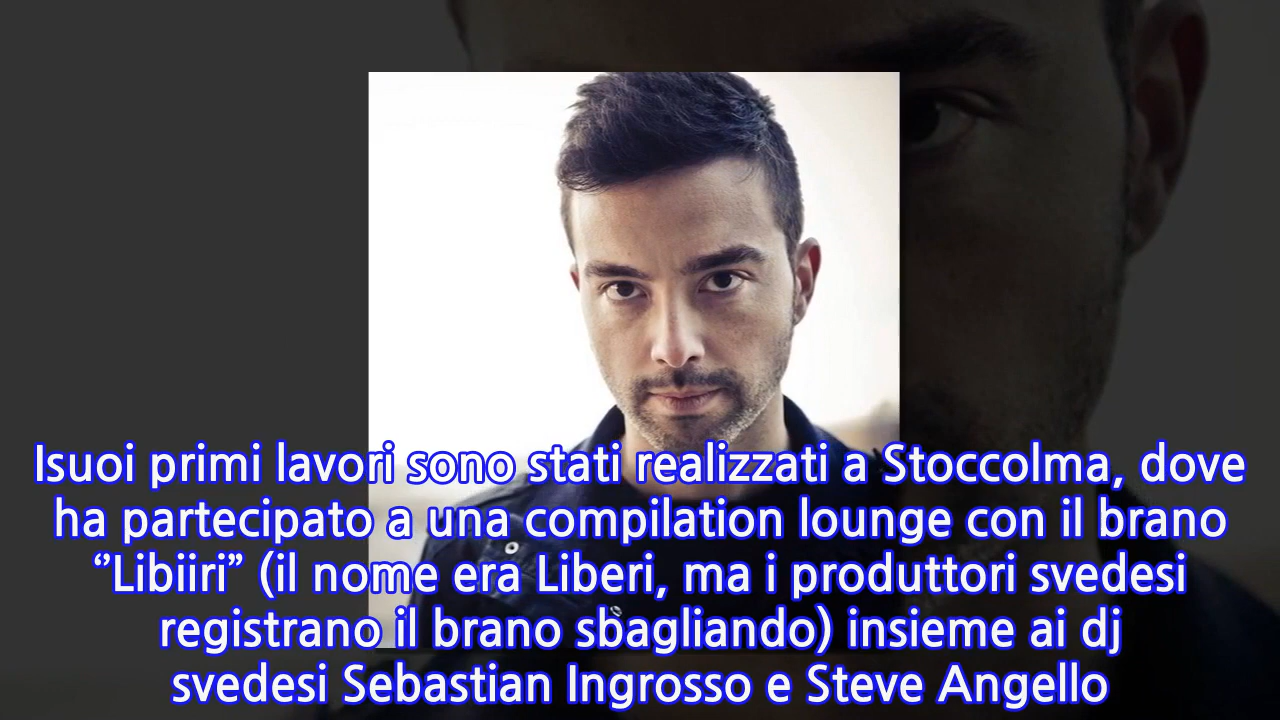 Isuoi primi lavori sono stati realizzati a Stoccolma, dove
ha partecipato a una compilation lounge con il brano
“Libiiri” (il nome era Liberi, ma i produttori svedesi
registrano il brano sbagliando) insieme ai dj
svedesi Sebastian Ingrosso e Steve Angello